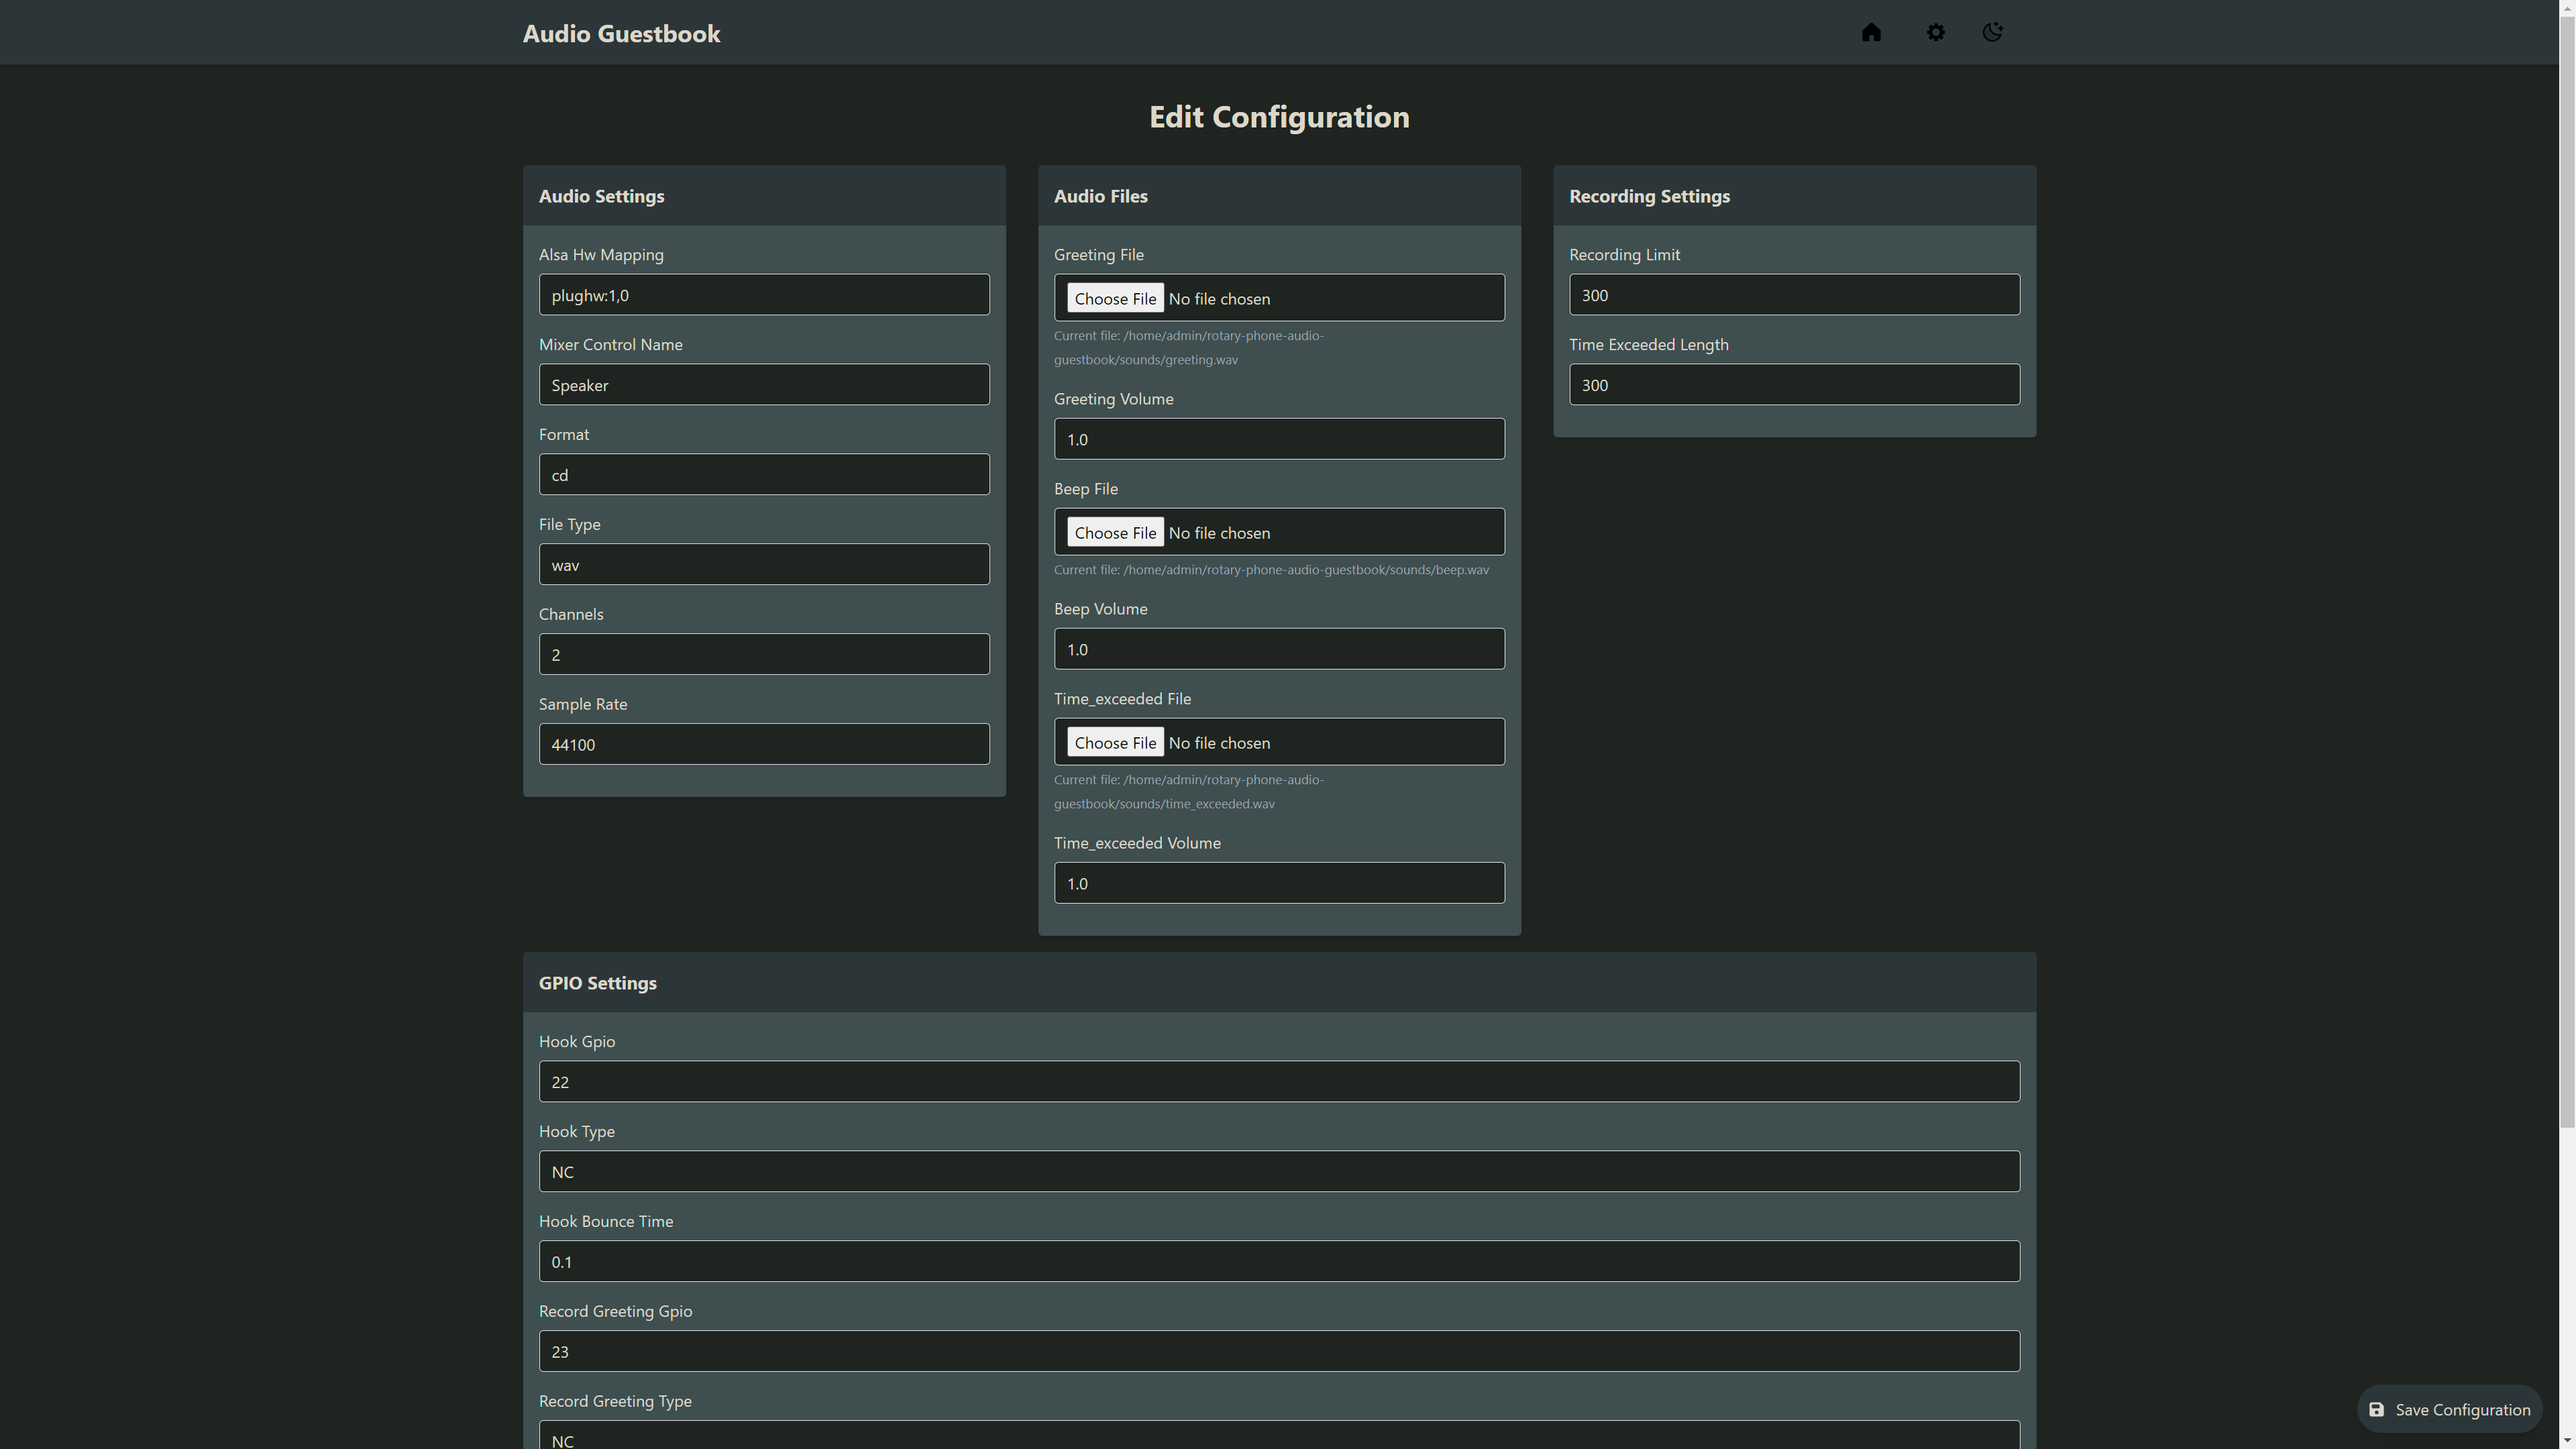 Audio Guestbook
Edit Configuration
Audio Settings
Alsa Hw Mapping
plughw:1,0
Mixer Control Name
Speaker
Format
cd
File Type
wav
Channels
2
Sample Rate
44100
Audio Files
Greeting File
Choose File No file chosen
Current file: /home/admin/rotary-phone-audio-
guestbook/sounds/greeting.wav
Greeting Volume
1.0
Beep File
Choose File No file chosen
Current file: /home/admin/rotary-phone-audio-guestbook/sounds/beep.wav
Beep Volume
1.0
Time_exceeded File
Choose File No file chosen
Current file: /home/admin/rotary-phone-audio-
guestbook/sounds/time_exceeded.wav
Time_exceeded Volume
1.0
Recording Settings
Recording Limit
300
Time Exceeded Length
300
GPIO Settings
Hook Gpio
22
Hook Type
NC
Hook Bounce Time
0.1
Record Greeting Gpio
23
Record Greeting Type
NC
Save Configuration